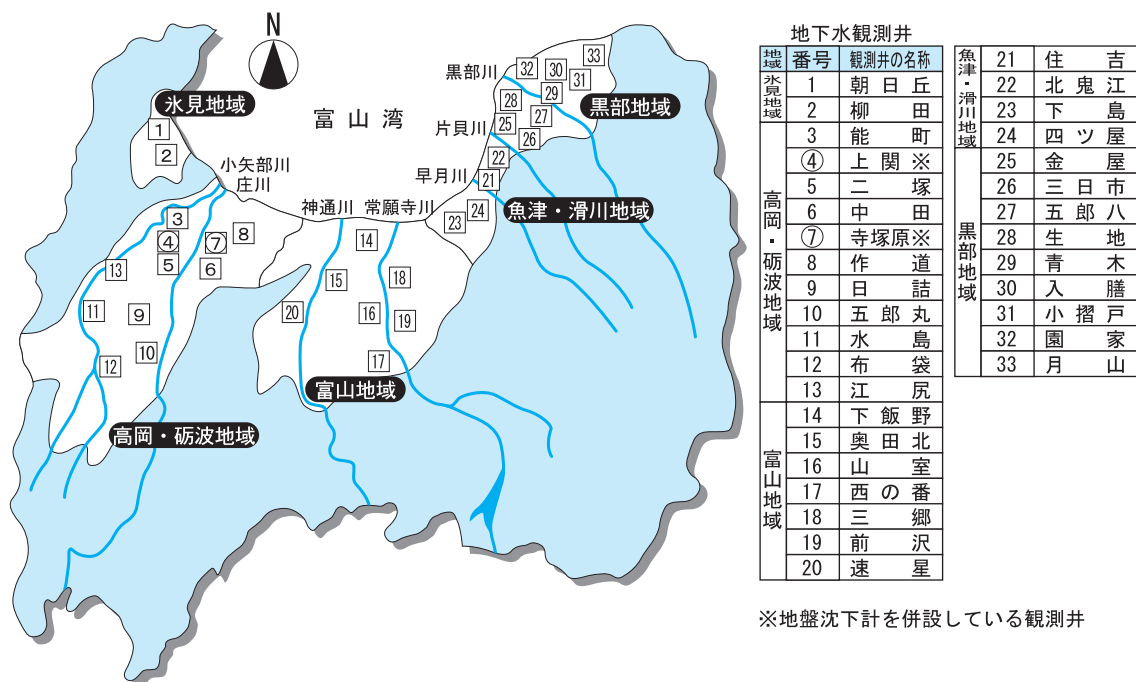 N
氷見地域
1
2
富山湾
黒部川
片貝川
早月川
32
30
33
31
29
28
27
25
26
22
21
黒部地域
魚津・滑川地域
24
23
小矢部川
庄川
神通川
常願寺川
3
④
⑦
8
5
6
13
11
9
10
12
14
15
18
20
16
19
17
富山地域
高岡・砺波地域
地下水観測井
地域 番号 観測井の名称
氷見地域
1 朝日丘
2 柳田
高岡・砺波地域
3 能町
④ 上関※
5 二塚
6 中田
⑦ 寺塚原※
8 作道
9 日詰
10 五郎丸
11 水島
12 布袋
13 江尻
富山地域
14 下飯野
15 奥田北
16 山室
17 西の番
18 三郷
19 前沢
20 速星
魚津・滑川地域
21 住吉
22 北鬼江
23 下島
24 四ツ屋
黒部地域
25 金屋
26 三日市
27 五郎八
28 生地
29 青木
30 入膳
31 小摺戸
32 園家
33 月山
※地盤沈下計を併設している観測井